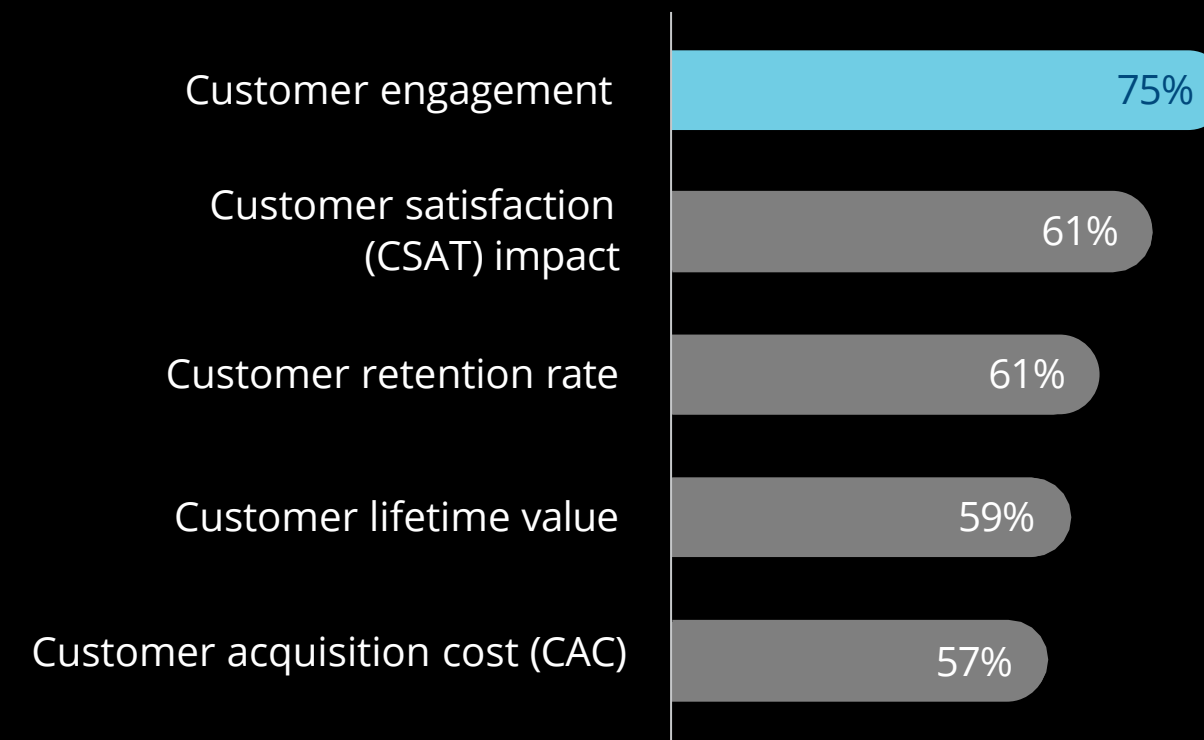 Customer engagement 75%
Customer satisfaction
(CSAT) impact 61%
Customer retention rate 61%
Customer lifetime value 59%
Customer acquisition cost (CAC) 57%